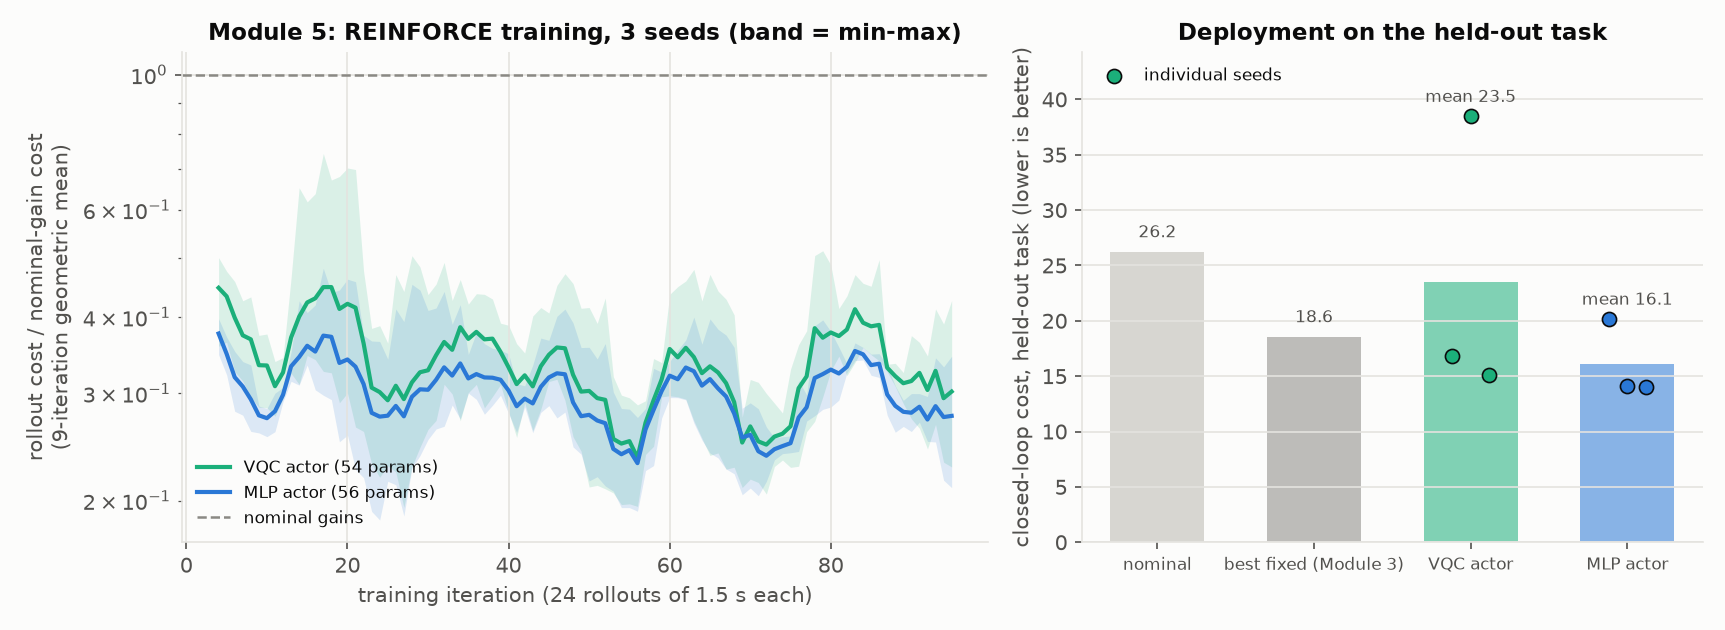 Module 5: REINFORCE training, 3 seeds (band = min-max)
rollout cost / nominal-gain cost
(9-iteration geometric mean)
10⁰
6 × 10⁻¹
4 × 10⁻¹
3 × 10⁻¹
2 × 10⁻¹
VQC actor (54 params)
MLP actor (56 params)
nominal gains
0 20 40 60 80
training iteration (24 rollouts of 1.5 s each)
Deployment on the held-out task
closed-loop cost, held-out task (lower is better)
individual seeds
40
35
30
25
20
15
10
5
0
26.2
18.6
mean 23.5
mean 16.1
nominal best fixed (Module 3) VQC actor MLP actor